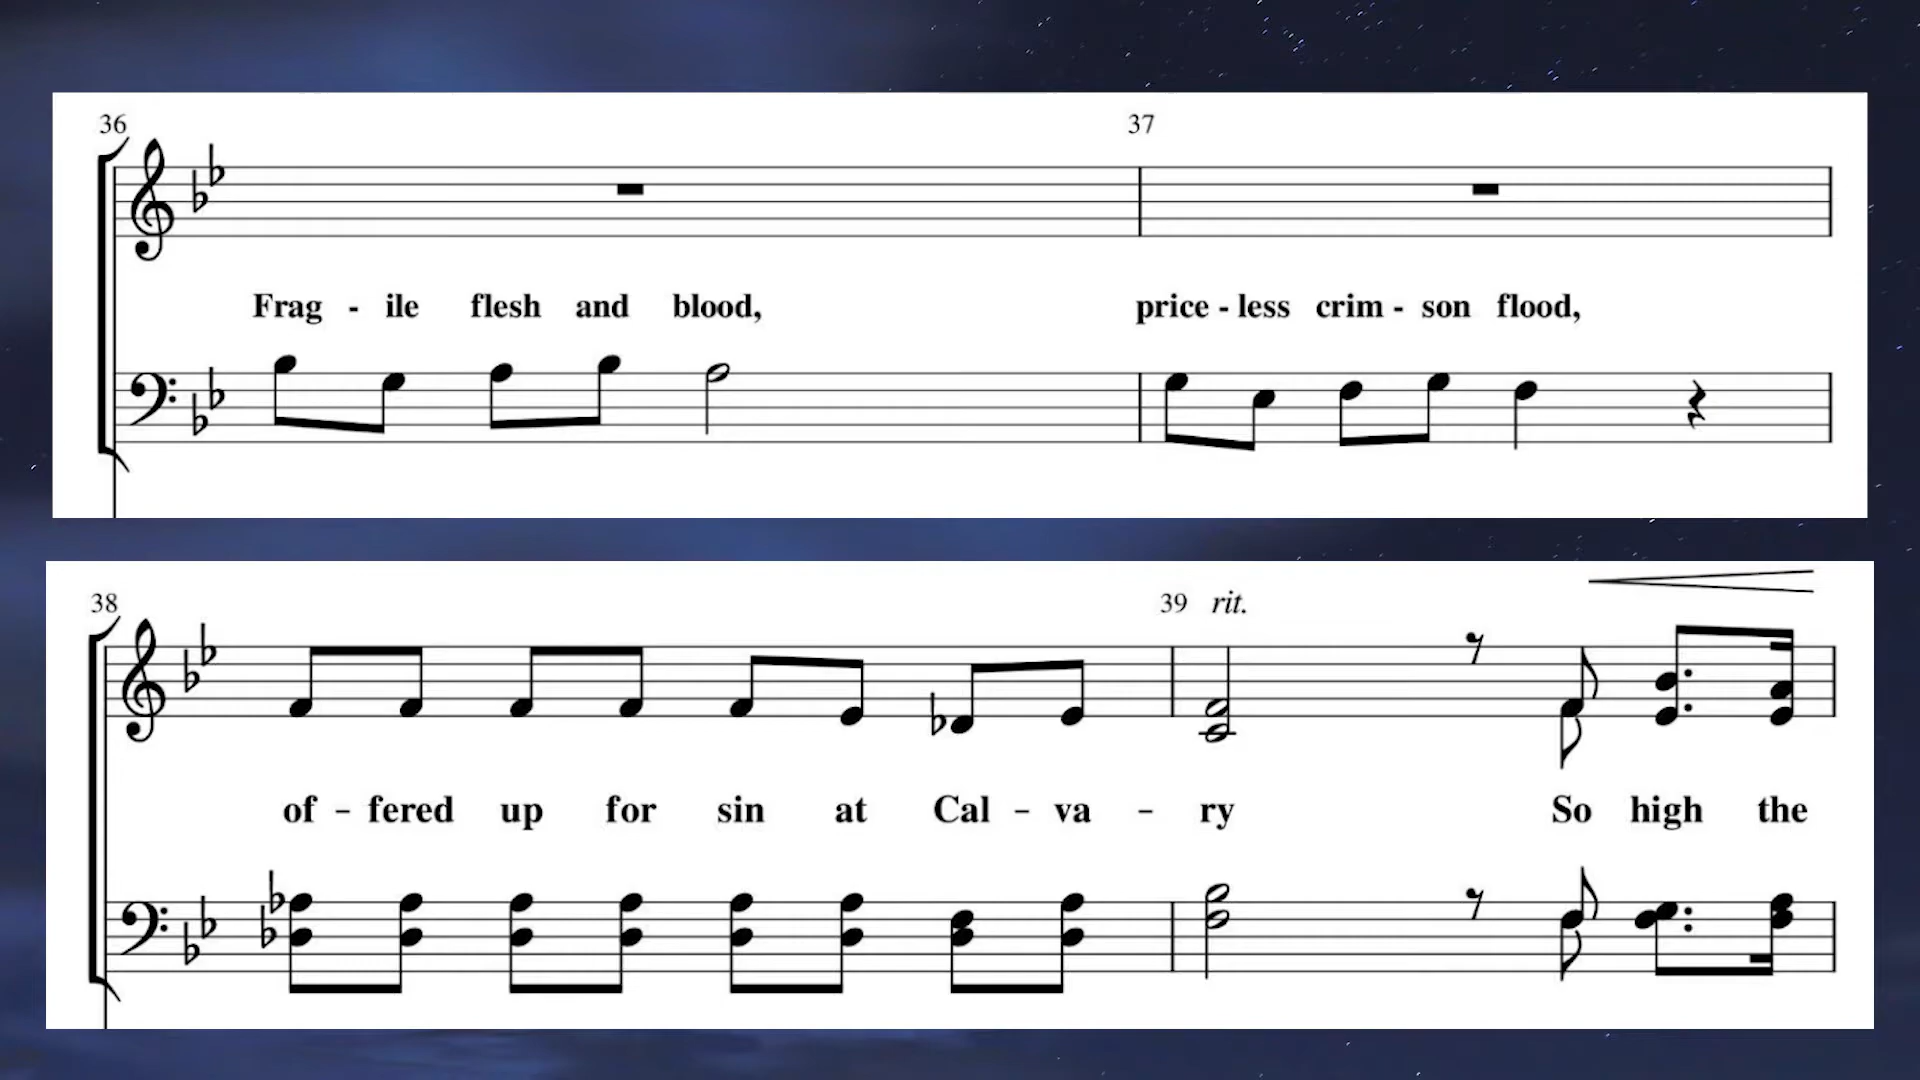 36 37
Frag - ile flesh and blood, price - less crim - son flood,
38 39 rit.
of - fered up for sin at Cal - va - ry So high the